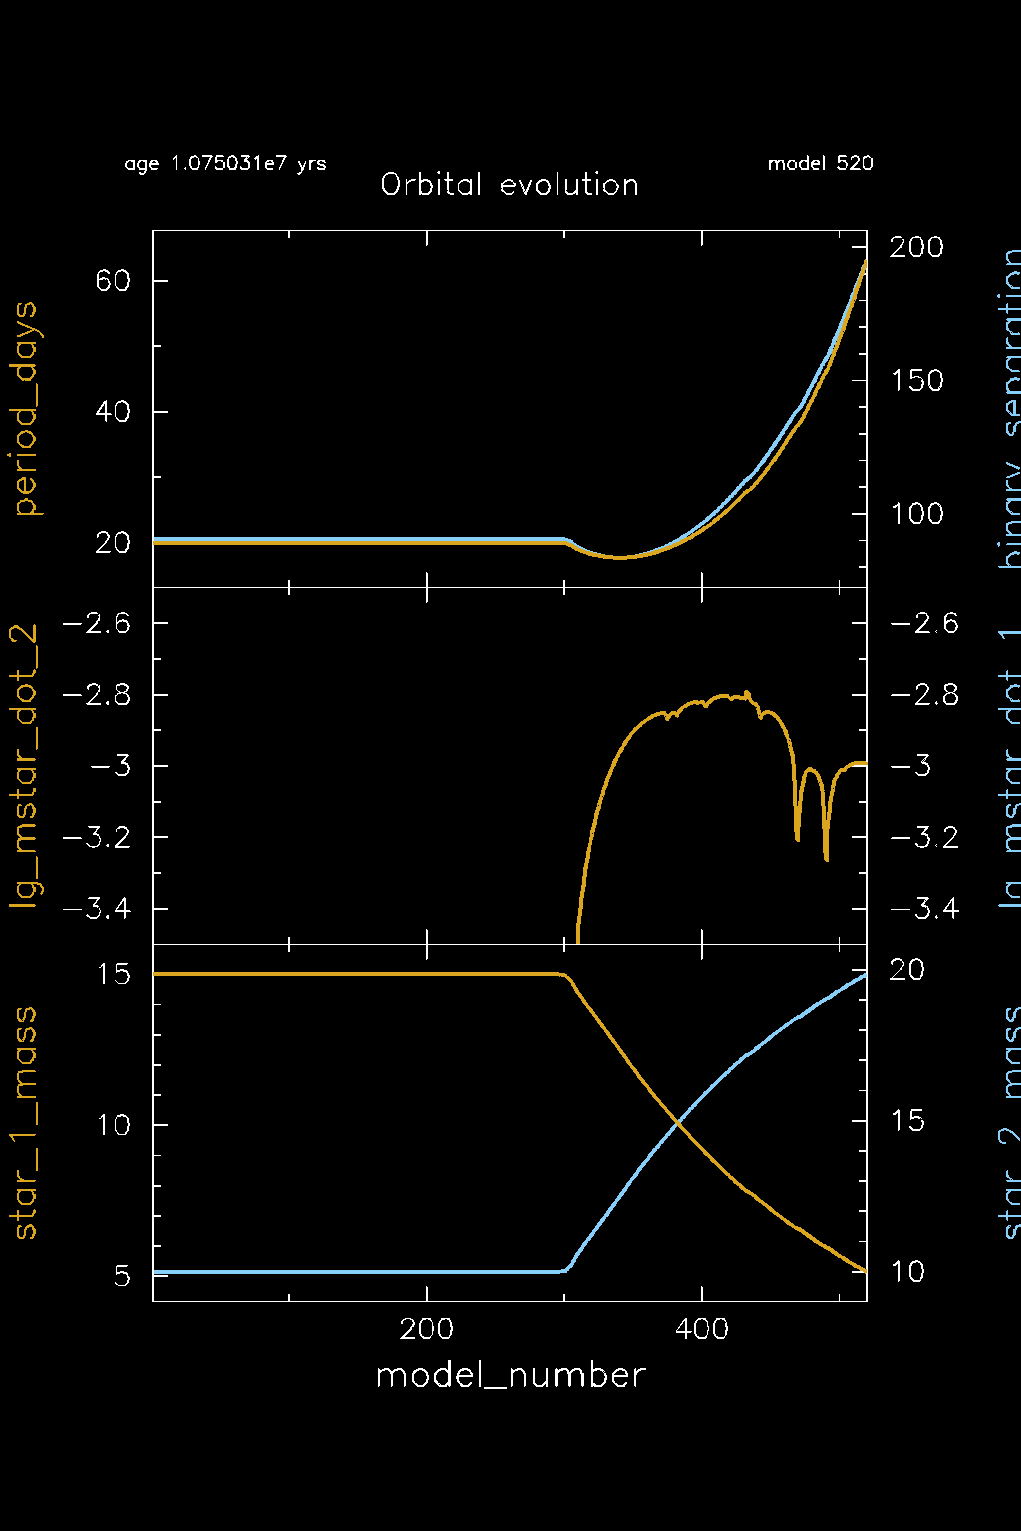 age 1.075031e7 yrs
model 520
Orbital evolution
period_days
60
40
20
200
150
100
binary_separation
lg_mstar_dot_2
−2.6
−2.8
−3
−3.2
−3.4
−2.6
−2.8
−3
−3.2
−3.4
lg_mstar_dot_1
star_1_mass
15
10
5
20
15
10
star_2_mass
200
400
model_number